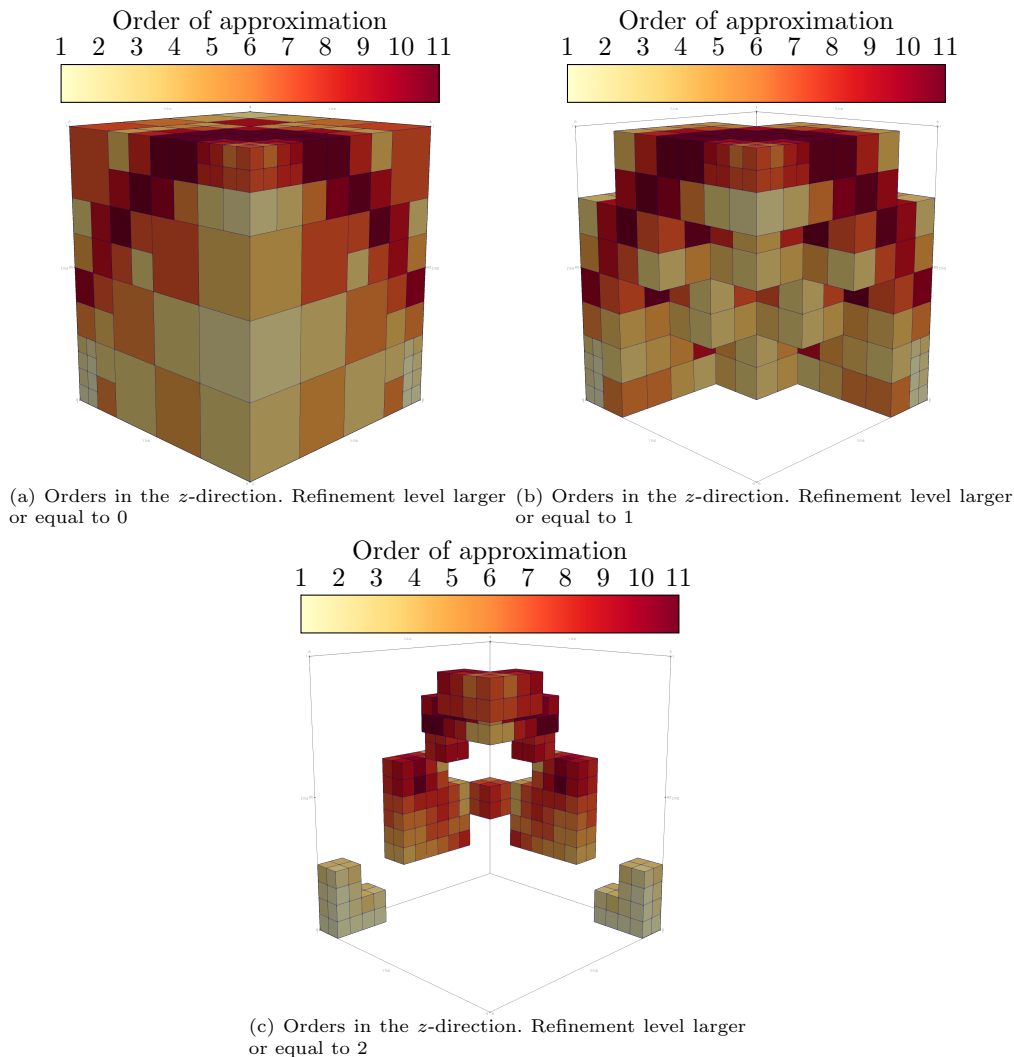 Order of approximation
1 2 3 4 5 6 7 8 9 10 11
Order of approximation
1 2 3 4 5 6 7 8 9 10 11
(a) Orders in the z-direction. Refinement level larger
or equal to 0
(b) Orders in the z-direction. Refinement level larger
or equal to 1
Order of approximation
1 2 3 4 5 6 7 8 9 10 11
(c) Orders in the z-direction. Refinement level larger
or equal to 2